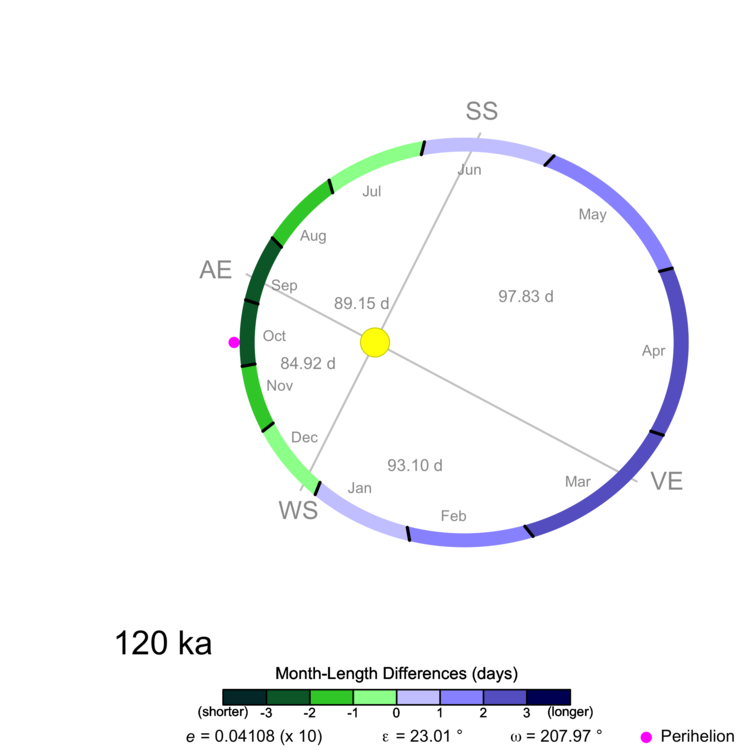 SS
Jun
Jul
May
Aug
AE
Sep
89.15 d
97.83 d
Oct
Apr
84.92 d
Nov
Dec
93.10 d
Mar
VE
Jan
WS
Feb
120 ka
Month-Length Differences (days)
(shorter) -3 -2 -1 0 1 2 3 (longer)
e = 0.04108 (x 10) ε = 23.01 ° ω = 207.97 ° Perihelion